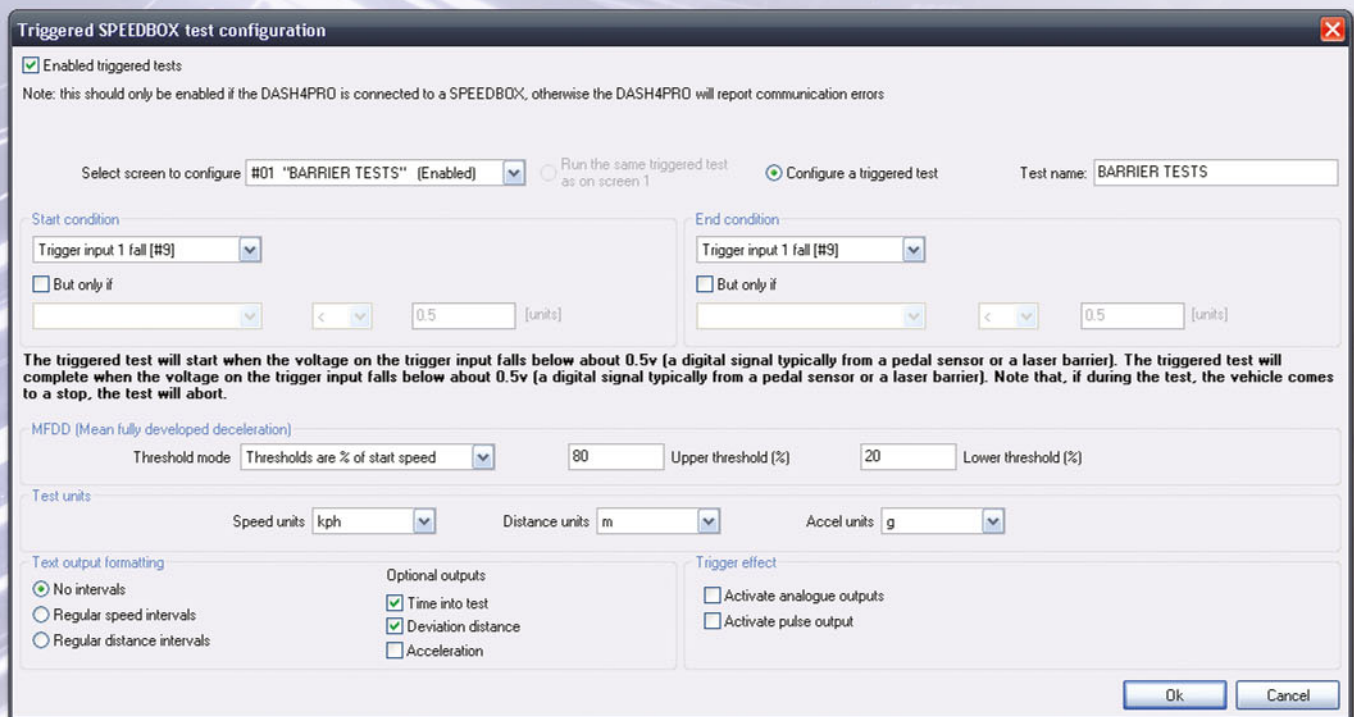 Triggered SPEEDBOX test configuration
Enabled triggered tests
Note: this should only be enabled if the DASH4PRO is connected to a SPEEDBOX, otherwise the DASH4PRO will report communication errors
Select screen to configure #01 "BARRIER TESTS" (Enabled)
Run the same triggered test
as on screen 1
Configure a triggered test
Test name: BARRIER TESTS
Start condition
Trigger input 1 fall [#9]
But only if
< 0.5 [units]
End condition
Trigger input 1 fall [#9]
But only if
< 0.5 [units]
The triggered test will start when the voltage on the trigger input falls below about 0.5v (a digital signal typically from a pedal sensor or a laser barrier). The triggered test will
complete when the voltage on the trigger input falls below about 0.5v (a digital signal typically from a pedal sensor or a laser barrier). Note that, if during the test, the vehicle comes
to a stop, the test will abort.
MFDD (Mean fully developed deceleration)
Threshold mode Thresholds are % of start speed 80 Upper threshold (%) 20 Lower threshold (%)
Test units
Speed units kph Distance units m Accel units g
Text output formatting
No intervals
Regular speed intervals
Regular distance intervals
Optional outputs
Time into test
Deviation distance
Acceleration
Trigger effect
Activate analogue outputs
Activate pulse output
Ok Cancel